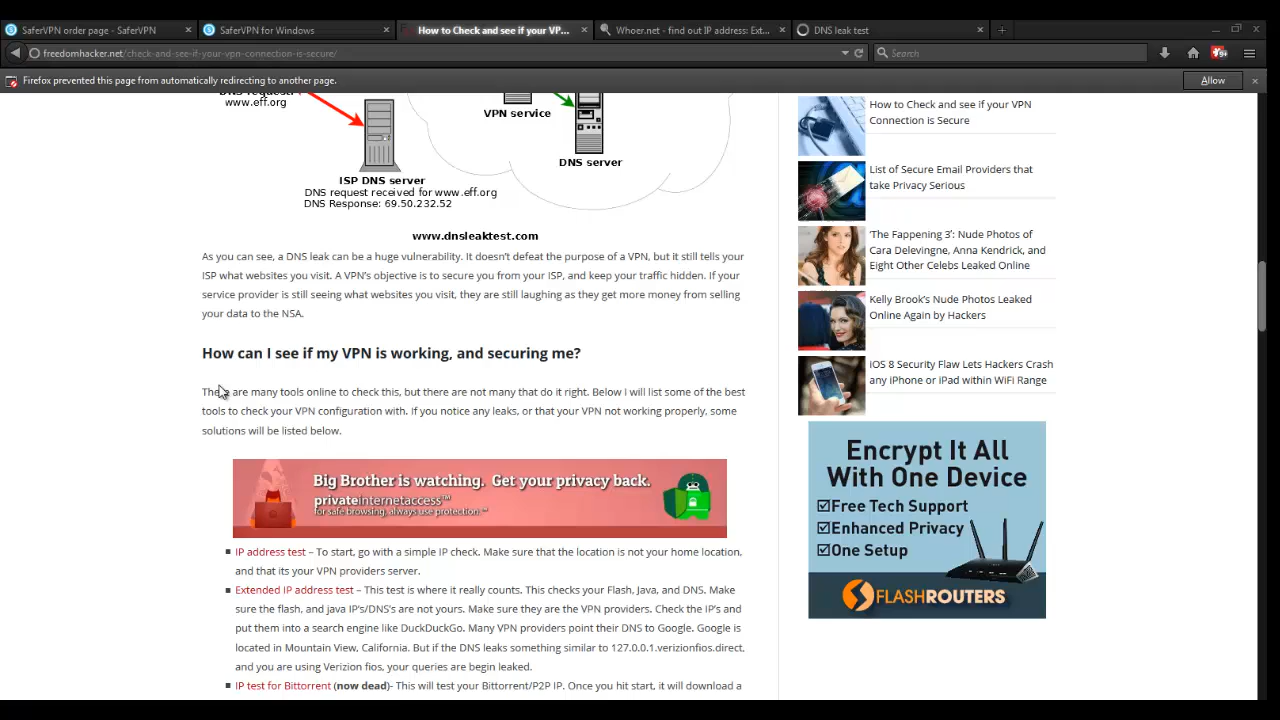 SaferVPN order page - SaferVPN
SaferVPN for Windows
How to Check and see if your VP...
Whoer.net - find out IP address: Ext...
DNS leak test
freedomhacker.net/check-and-see-if-your-vpn-connection-is-secure/
Search
9+
Firefox prevented this page from automatically redirecting to another page.
Allow
www.eff.org
ISP DNS server
DNS request received for www.eff.org
DNS Response: 69.50.232.52
VPN service
DNS server
www.dnsleaktest.com
As you can see, a DNS leak can be a huge vulnerability. It doesn't defeat the purpose of a VPN, but it still tells your
ISP what websites you visit. A VPN's objective is to secure you from your ISP, and keep your traffic hidden. If your
service provider is still seeing what websites you visit, they are still laughing as they get more money from selling
your data to the NSA.
How can I see if my VPN is working, and securing me?
There are many tools online to check this, but there are not many that do it right. Below I will list some of the best
tools to check your VPN configuration with. If you notice any leaks, or that your VPN not working properly, some
solutions will be listed below.
Big Brother is watching. Get your privacy back.
privateinternetaccess™
for safe browsing, always use protection™
IP address test – To start, go with a simple IP check. Make sure that the location is not your home location,
and that its your VPN providers server.
Extended IP address test – This test is where it really counts. This checks your Flash, Java, and DNS. Make
sure the flash, and java IP's/DNS's are not yours. Make sure they are the VPN providers. Check the IP's and
put them into a search engine like DuckDuckGo. Many VPN providers point their DNS to Google. Google is
located in Mountain View, California. But if the DNS leaks something similar to 127.0.0.1.verizionfios.direct,
and you are using Verizion fios, your queries are begin leaked.
IP test for Bittorrent (now dead)- This will test your Bittorrent/P2P IP. Once you hit start, it will download a
How to Check and see if your VPN
Connection is Secure
List of Secure Email Providers that
take Privacy Serious
'The Fappening 3': Nude Photos of
Cara Delevingne, Anna Kendrick, and
Eight Other Celebs Leaked Online
Kelly Brook's Nude Photos Leaked
Online Again by Hackers
iOS 8 Security Flaw Lets Hackers Crash
any iPhone or iPad within WiFi Range
Encrypt It All
With One Device
Free Tech Support
Enhanced Privacy
One Setup
FLASHROUTERS